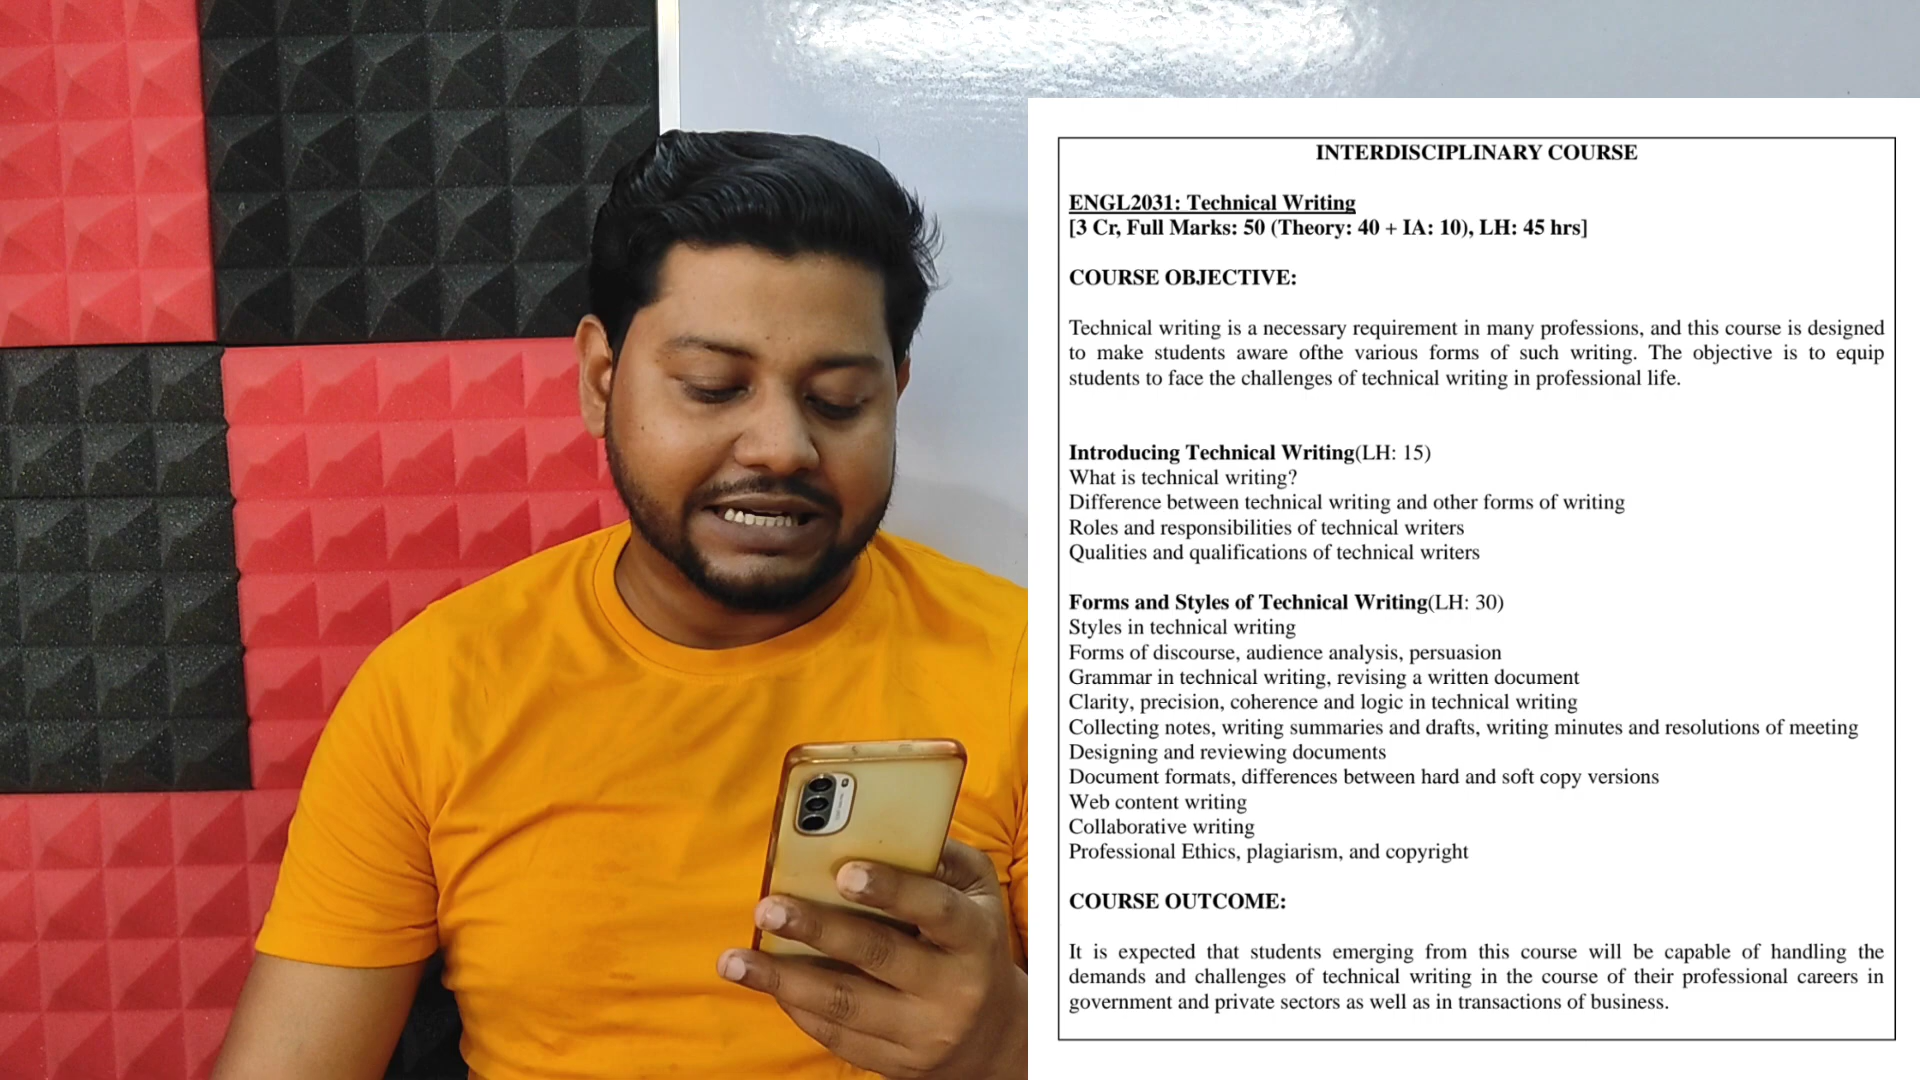 INTERDISCIPLINARY COURSE
ENGL2031: Technical Writing
[3 Cr, Full Marks: 50 (Theory: 40 + IA: 10), LH: 45 hrs]
COURSE OBJECTIVE:
Technical writing is a necessary requirement in many professions, and this course is designed
to make students aware ofthe various forms of such writing. The objective is to equip
students to face the challenges of technical writing in professional life.
Introducing Technical Writing(LH: 15)
What is technical writing?
Difference between technical writing and other forms of writing
Roles and responsibilities of technical writers
Qualities and qualifications of technical writers
Forms and Styles of Technical Writing(LH: 30)
Styles in technical writing
Forms of discourse, audience analysis, persuasion
Grammar in technical writing, revising a written document
Clarity, precision, coherence and logic in technical writing
Collecting notes, writing summaries and drafts, writing minutes and resolutions of meeting
Designing and reviewing documents
Document formats, differences between hard and soft copy versions
Web content writing
Collaborative writing
Professional Ethics, plagiarism, and copyright
COURSE OUTCOME:
It is expected that students emerging from this course will be capable of handling the
demands and challenges of technical writing in the course of their professional careers in
government and private sectors as well as in transactions of business.